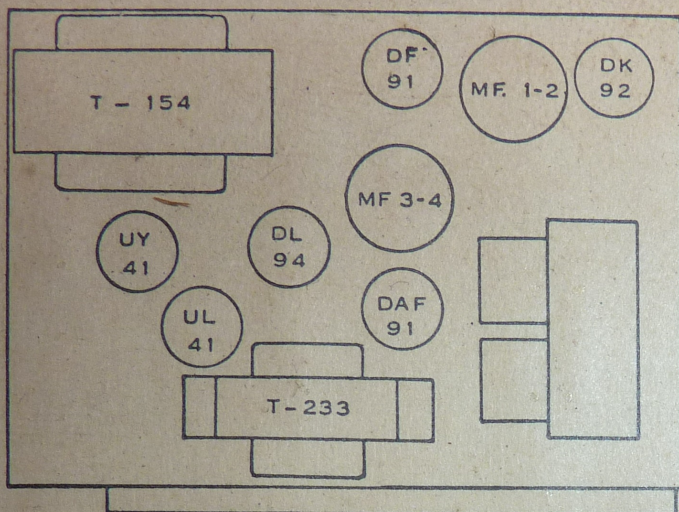 T - 154
DF
91
MF. 1-2
DK
92
MF 3-4
UY
41
DL
94
UL
41
DAF
91
T-233